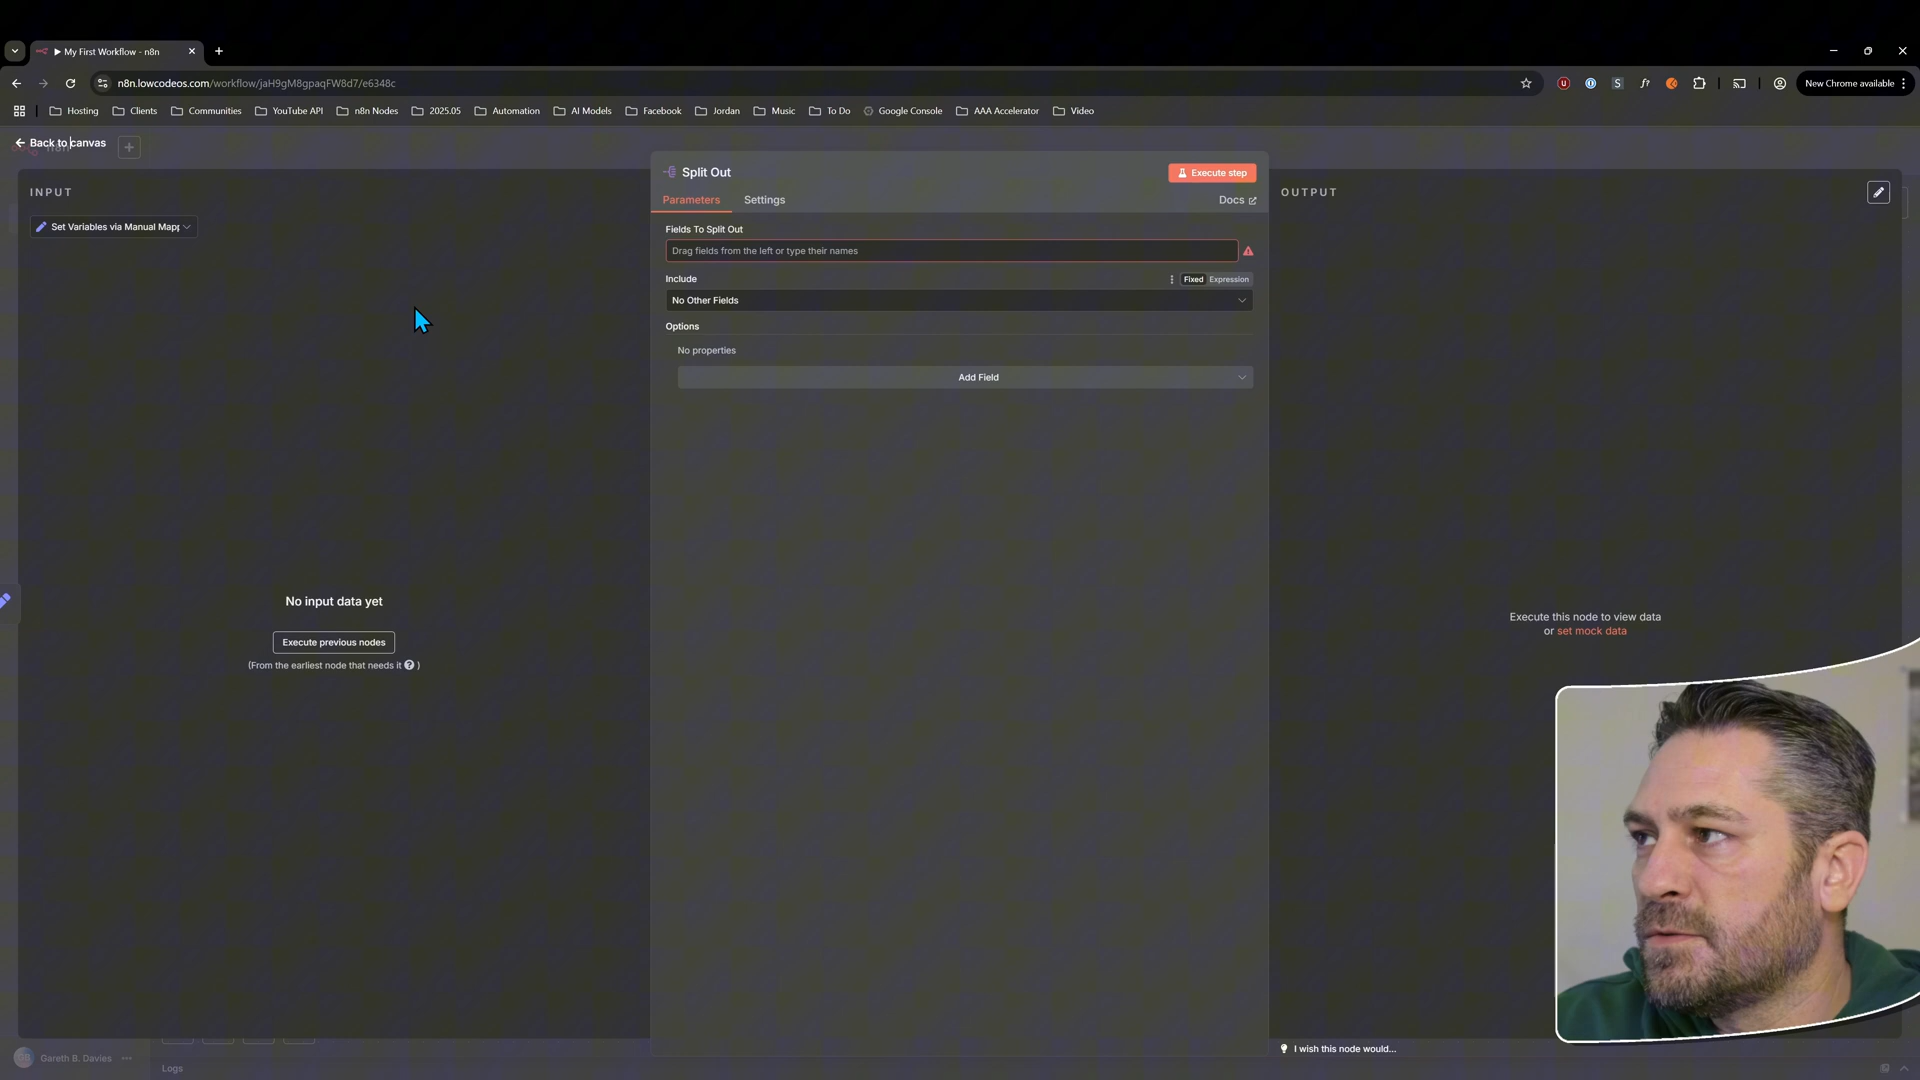 My First Workflow - n8n
n8n.lowcodeos.com/workflow/jaH9gM8gpaqFW8d7/e6348c
New Chrome available
Hosting
Clients
Communities
YouTube API
n8n Nodes
2025.05
Automation
AI Models
Facebook
Jordan
Music
To Do
Google Console
AAA Accelerator
Video
Back to canvas
INPUT
Set Variables via Manual Mapp
No input data yet
Execute previous nodes
(From the earliest node that needs it ? )
Split Out
Execute step
Parameters
Settings
Docs
Fields To Split Out
Drag fields from the left or type their names
Include
Fixed
Expression
No Other Fields
Options
No properties
Add Field
OUTPUT
Execute this node to view data
or set mock data
I wish this node would...
Gareth B. Davies
Logs